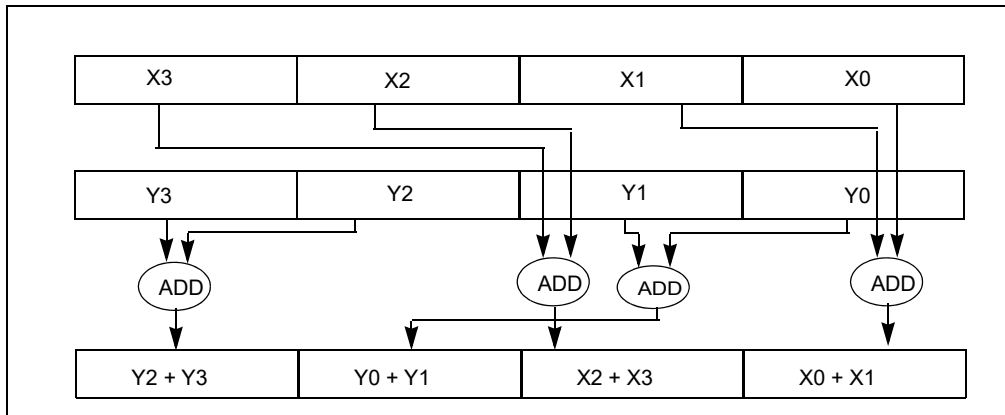 X3 X2 X1 X0
Y3 Y2 Y1 Y0
ADD ADD ADD ADD
Y2 + Y3 Y0 + Y1 X2 + X3 X0 + X1